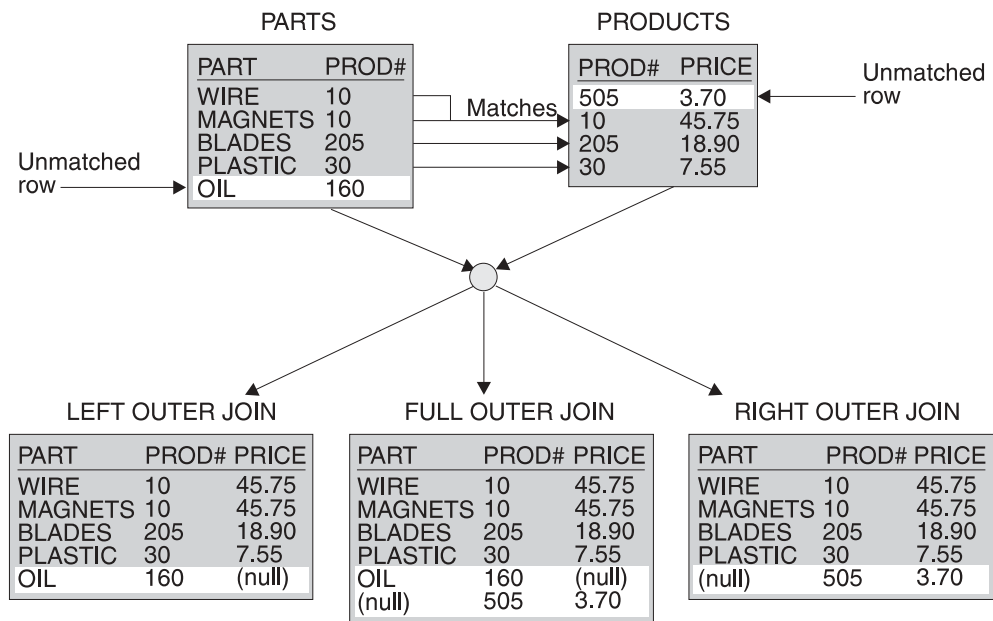 PARTS
PART PROD#
WIRE 10
MAGNETS 10
BLADES 205
PLASTIC 30
OIL 160
Unmatched
row
Matches
PRODUCTS
PROD# PRICE
505 3.70
10 45.75
205 18.90
30 7.55
Unmatched
row
LEFT OUTER JOIN
PART PROD# PRICE
WIRE 10 45.75
MAGNETS 10 45.75
BLADES 205 18.90
PLASTIC 30 7.55
OIL 160 (null)
FULL OUTER JOIN
PART PROD# PRICE
WIRE 10 45.75
MAGNETS 10 45.75
BLADES 205 18.90
PLASTIC 30 7.55
OIL 160 (null)
(null) 505 3.70
RIGHT OUTER JOIN
PART PROD# PRICE
WIRE 10 45.75
MAGNETS 10 45.75
BLADES 205 18.90
PLASTIC 30 7.55
(null) 505 3.70